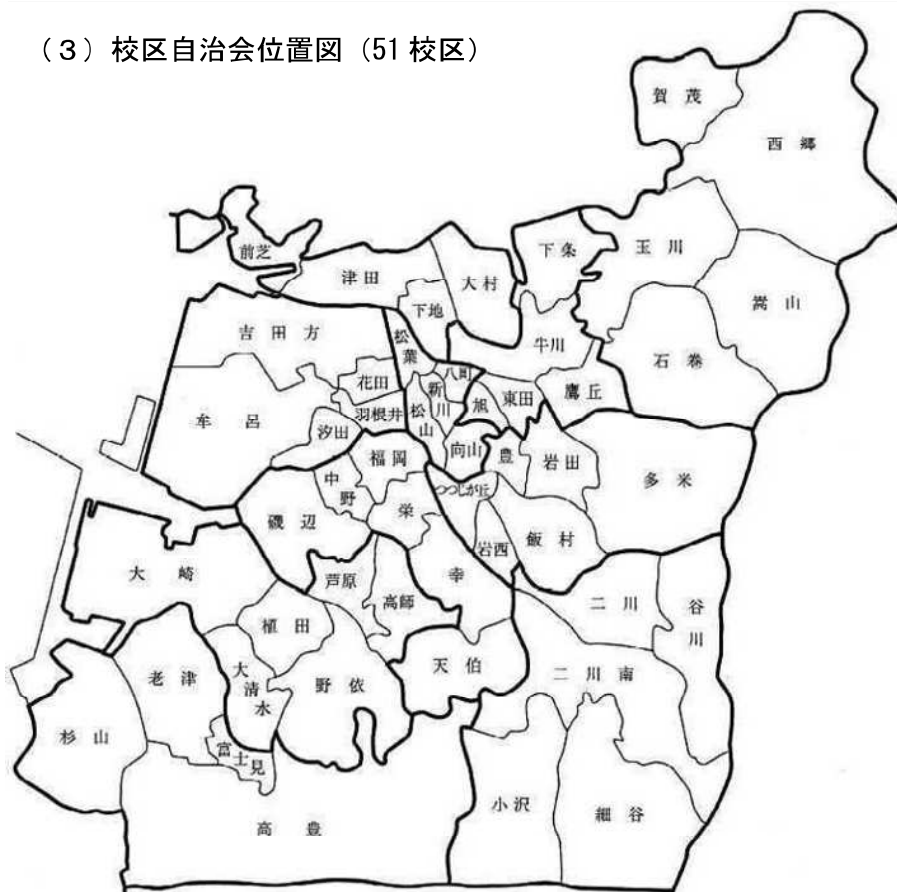 （３）校区自治会位置図（51 校区）
賀茂
西郷
前芝
津田
大村
下条
玉川
嵩山
下地
吉田方
松葉
牛川
石巻
八町
花田
新川
旭
東田
鷹丘
牟呂
羽根井
松山
汐田
向山
豊
岩田
多米
福岡
中野
つつじが丘
磯辺
栄
飯村
岩西
大崎
芦原
幸
高師
二川
谷川
植田
天伯
老津
大清水
野依
二川南
杉山
富士見
小沢
細谷
高豊